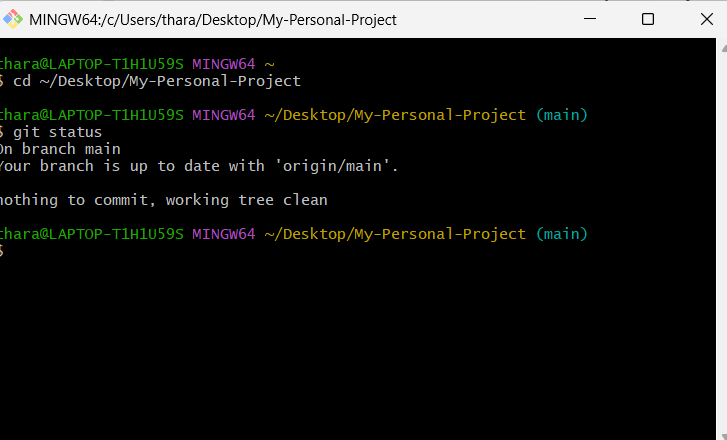 MINGW64:/c/Users/thara/Desktop/My-Personal-Project
thara@LAPTOP-T1H1U59S MINGW64 ~
$ cd ~/Desktop/My-Personal-Project
thara@LAPTOP-T1H1U59S MINGW64 ~/Desktop/My-Personal-Project (main)
$ git status
On branch main
Your branch is up to date with 'origin/main'.
nothing to commit, working tree clean
thara@LAPTOP-T1H1U59S MINGW64 ~/Desktop/My-Personal-Project (main)
$